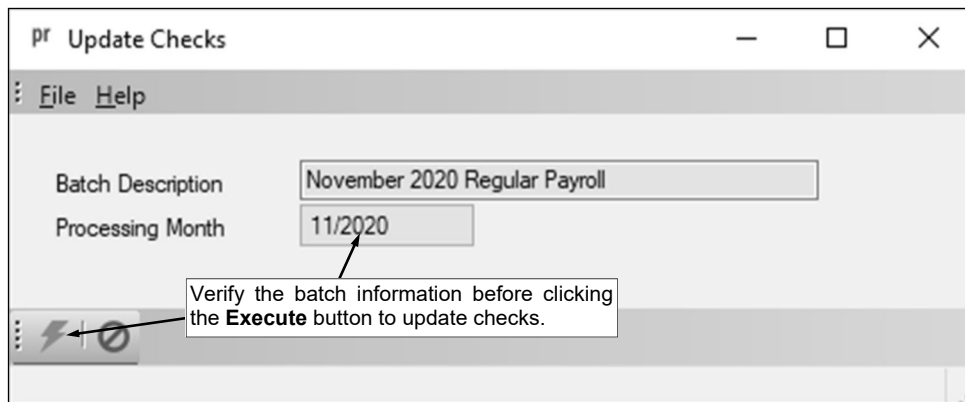 pr Update Checks
File Help
Batch Description November 2020 Regular Payroll
Processing Month 11/2020
Verify the batch information before clicking
the Execute button to update checks.